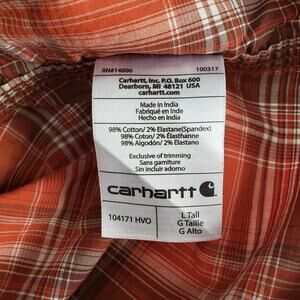 RN#14806 100317
Carhartt, Inc. P.O. Box 600
Dearborn, MI 48121 USA
carhartt.com
Made in India
Fabriqué en Inde
Hecho en India
98% Cotton/ 2% Elastane(Spandex)
98% Coton/ 2% Élasthanne
98% Algodón/ 2% Elastano
Exclusive of trimming
Sans garniture
Sin incluir adorno
carhartt
104171 HVO
L Tall
G Taille
G Alto